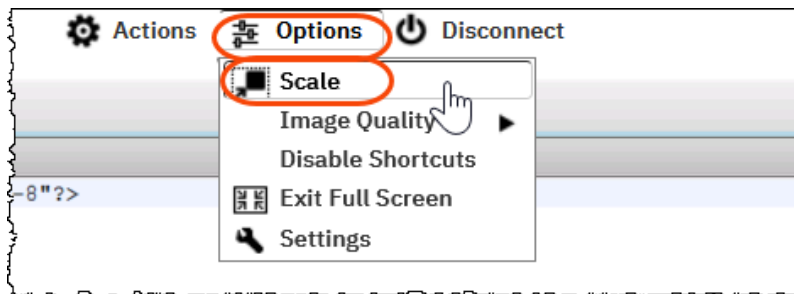 Actions Options Disconnect
Scale
Image Quality
Disable Shortcuts
-8"?>
Exit Full Screen
Settings